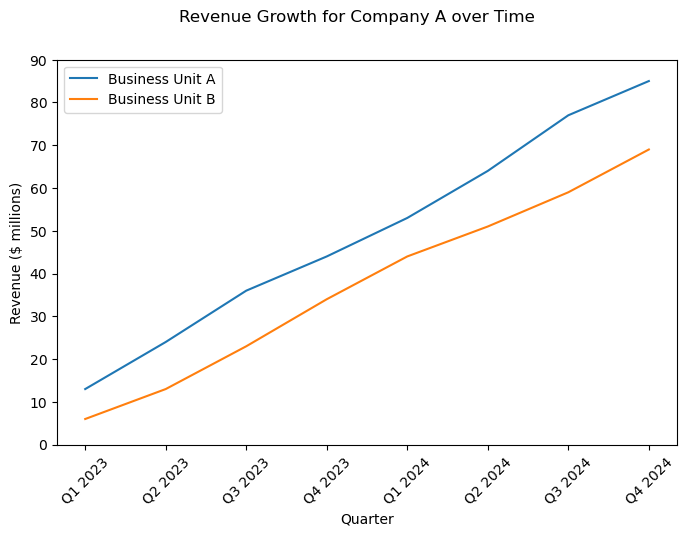 Revenue Growth for Company A over Time
Business Unit A
Business Unit B
Revenue ($ millions)
90
80
70
60
50
40
30
20
10
0
Q1 2023
Q2 2023
Q3 2023
Q4 2023
Q1 2024
Q2 2024
Q3 2024
Q4 2024
Quarter